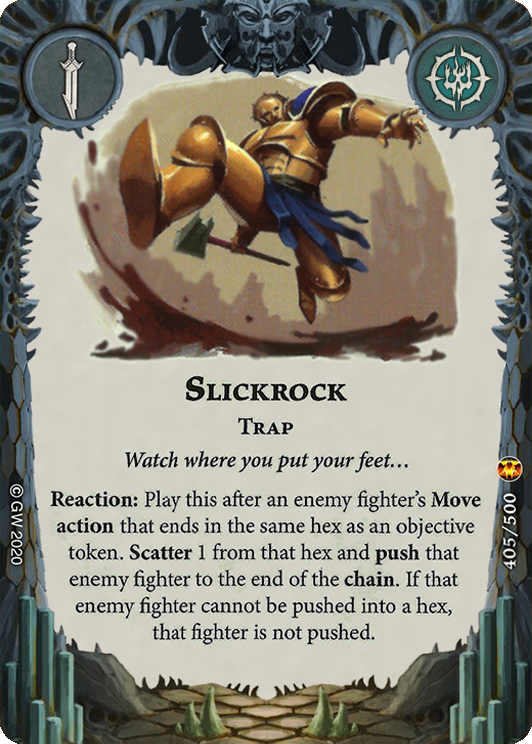 SLICKROCK
TRAP
Watch where you put your feet...
Reaction: Play this after an enemy fighter's Move
action that ends in the same hex as an objective
token. Scatter 1 from that hex and push that
enemy fighter to the end of the chain. If that
enemy fighter cannot be pushed into a hex,
that fighter is not pushed.
© GW 2020
405/500